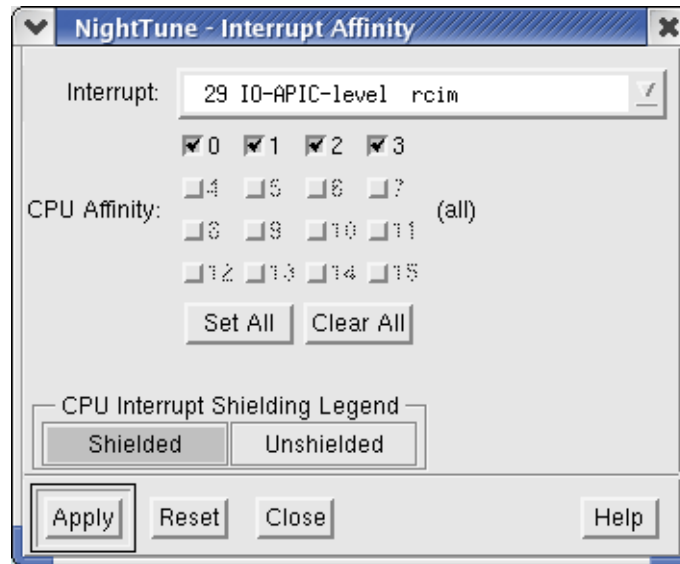 NightTune - Interrupt Affinity
Interrupt: 29 IO-APIC-level rcim
0 1 2 3
4 5 6 7
CPU Affinity: (all)
8 9 10 11
12 13 14 15
Set All Clear All
CPU Interrupt Shielding Legend
Shielded Unshielded
Apply Reset Close Help